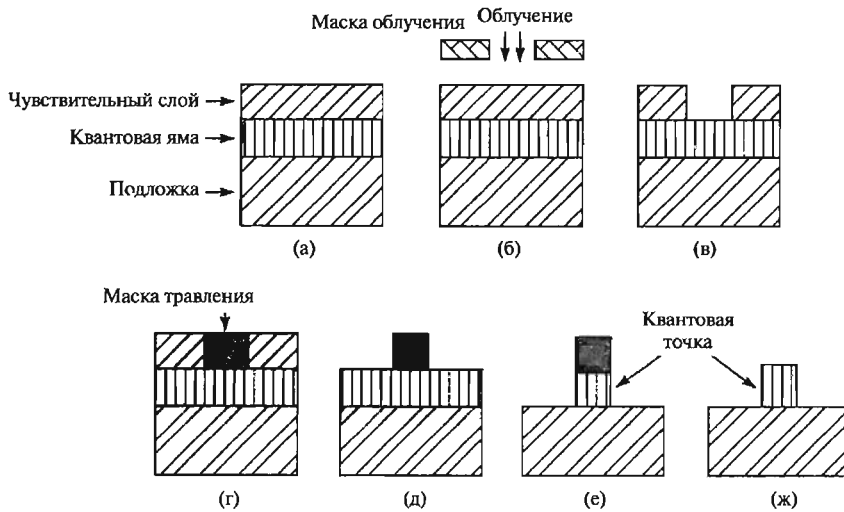 Маска облучения
Облучение
Чувствительный слой
Квантовая яма
Подложка
(а)
(б)
(в)
Маска травления
Квантовая
точка
(г)
(д)
(е)
(ж)